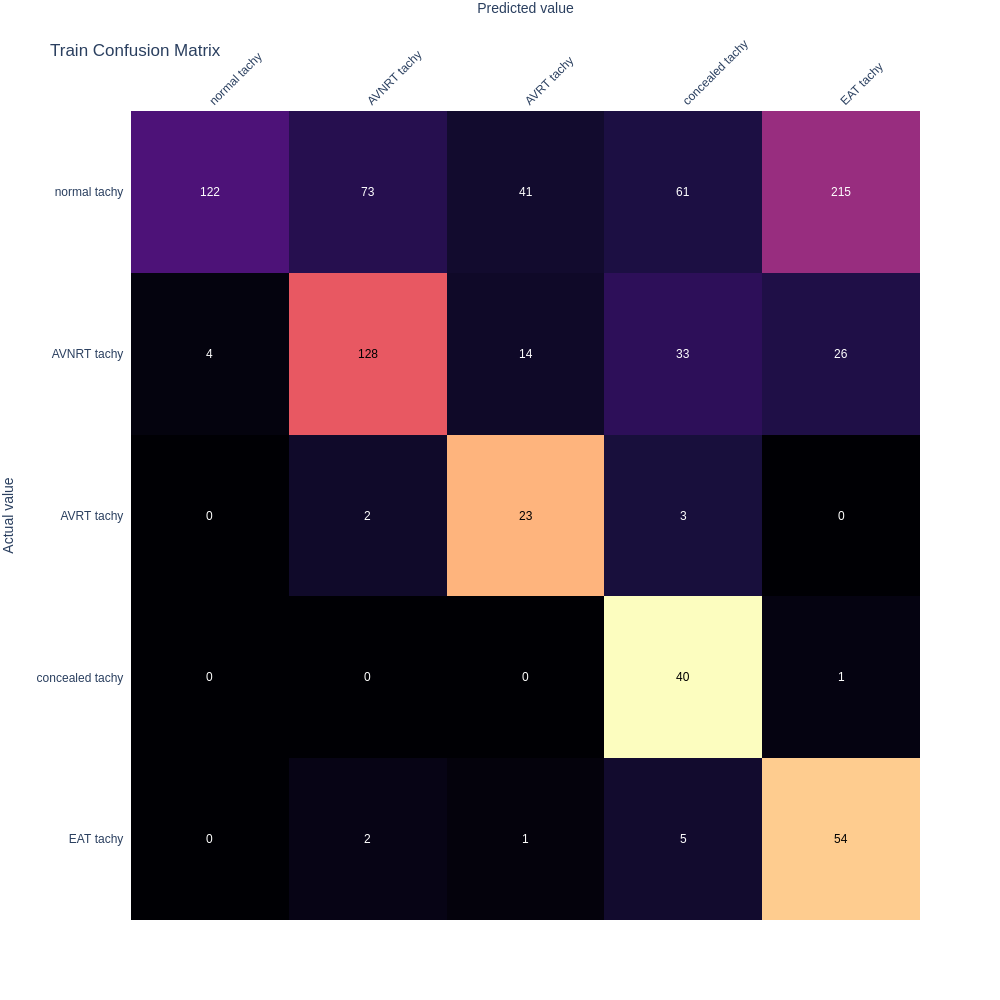 Predicted value
Train Confusion Matrix
normal tachy
AVNRT tachy
AVRT tachy
concealed tachy
EAT tachy
normal tachy 122 73 41 61 215
AVNRT tachy 4 128 14 33 26
AVRT tachy 0 2 23 3 0
concealed tachy 0 0 0 40 1
EAT tachy 0 2 1 5 54
Actual value